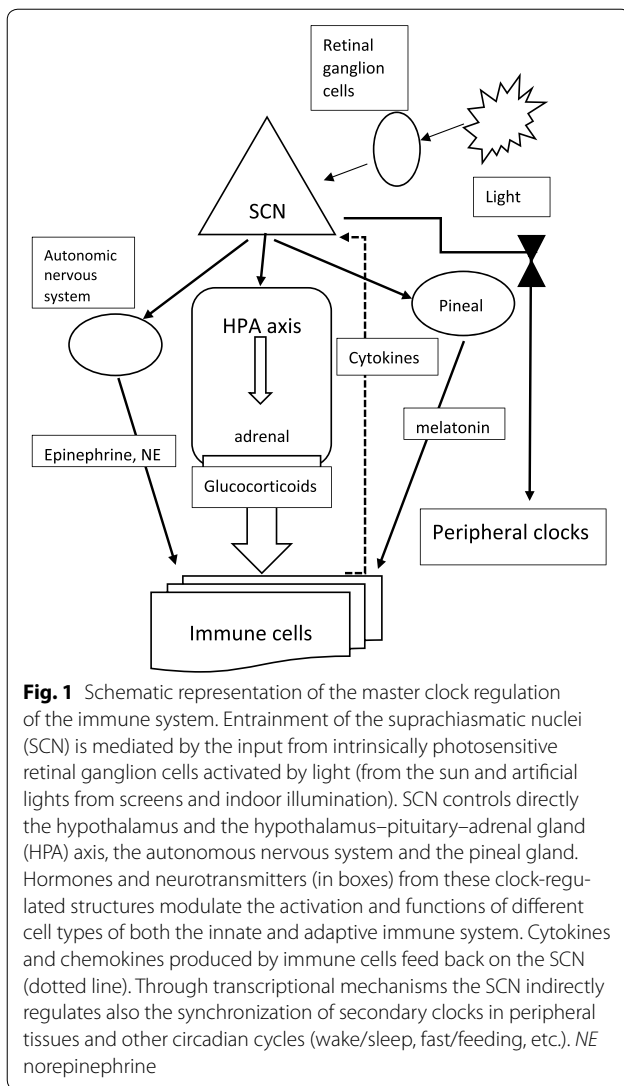 Retinal
ganglion
cells
Light
SCN
Autonomic
nervous
system
HPA axis
Pineal
Cytokines
adrenal
melatonin
Epinephrine, NE
Glucocorticoids
Peripheral clocks
Immune cells
Fig. 1 Schematic representation of the master clock regulation
of the immune system. Entrainment of the suprachiasmatic nuclei
(SCN) is mediated by the input from intrinsically photosensitive
retinal ganglion cells activated by light (from the sun and artificial
lights from screens and indoor illumination). SCN controls directly
the hypothalamus and the hypothalamus–pituitary–adrenal gland
(HPA) axis, the autonomous nervous system and the pineal gland.
Hormones and neurotransmitters (in boxes) from these clock-regu-
lated structures modulate the activation and functions of different
cell types of both the innate and adaptive immune system. Cytokines
and chemokines produced by immune cells feed back on the SCN
(dotted line). Through transcriptional mechanisms the SCN indirectly
regulates also the synchronization of secondary clocks in peripheral
tissues and other circadian cycles (wake/sleep, fast/feeding, etc.). NE
norepinephrine